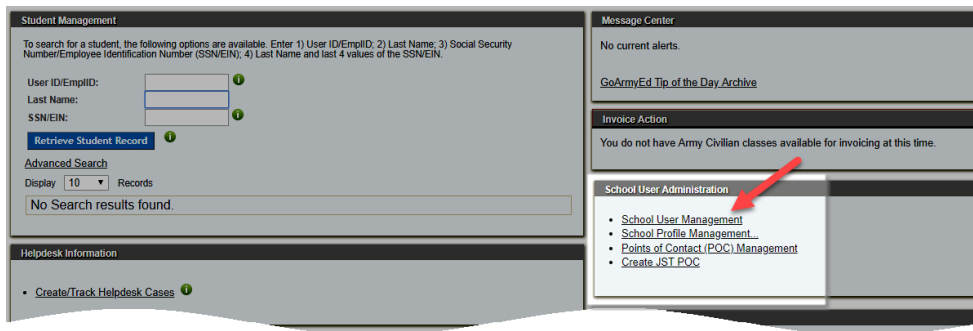 Student Management
To search for a student, the following options are available. Enter 1) User ID/EmplID; 2) Last Name; 3) Social Security
Number/Employee Identification Number (SSN/EIN); 4) Last Name and last 4 values of the SSN/EIN.
User ID/EmplID:
Last Name:
SSN/EIN:
Retrieve Student Record
Advanced Search
Display 10 Records
No Search results found.
Helpdesk Information
Create/Track Helpdesk Cases
Message Center
No current alerts.
GoArmyEd Tip of the Day Archive
Invoice Action
You do not have Army Civilian classes available for invoicing at this time.
School User Administration
School User Management
School Profile Management...
Points of Contact (POC) Management
Create JST POC